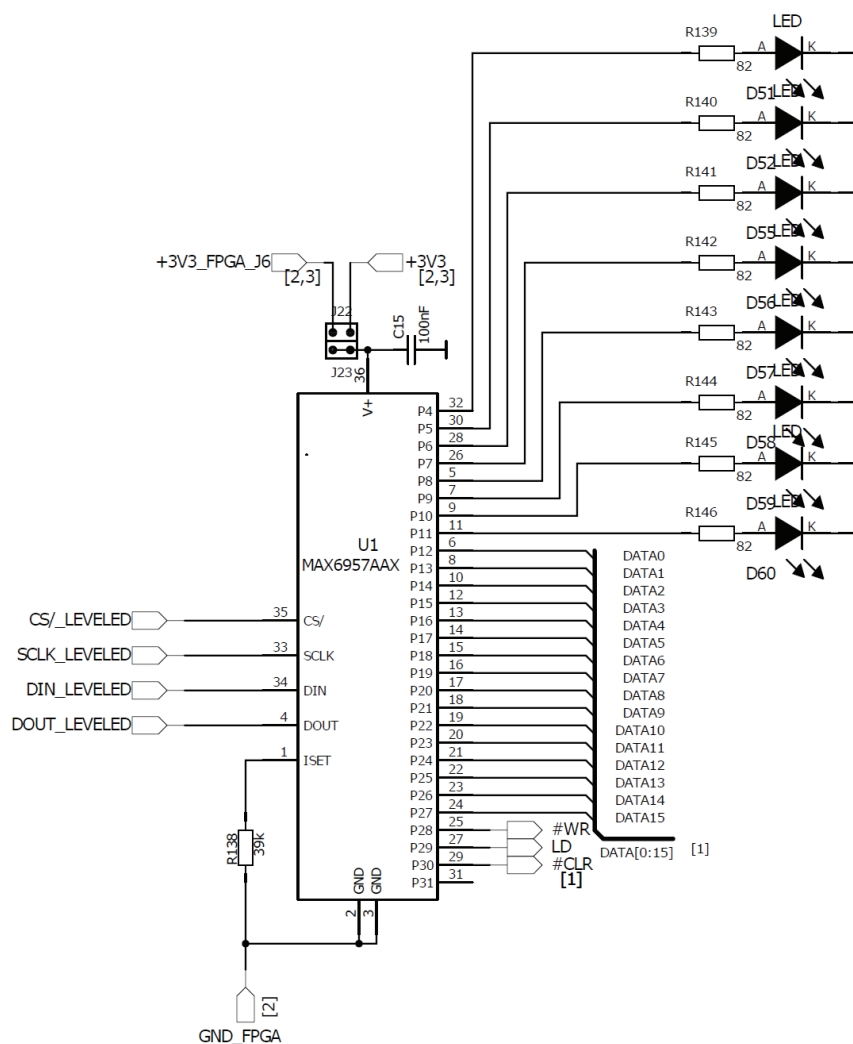 LED
R139
A
K
82
D51
LED
R140
A
K
82
D52
LED
R141
A
K
82
D55
LED
R142
A
K
82
D56
LED
R143
A
K
82
D57
LED
R144
A
K
82
D58
LED
R145
A
K
82
D59
LED
R146
A
K
82
D60
+3V3_FPGA_J6
[2,3]
+3V3
[2,3]
J22
J23
C15
100nF
36
V+
U1
MAX6957AAX
P4 32
P5 30
P6 28
P7 26
P8 5
P9 7
P10 9
P11 11
P12 6
P13 8
P14 10
P15 12
P16 13
P17 14
P18 15
P19 16
P20 17
P21 18
P22 19
P23 20
P24 21
P25 22
P26 23
P27 24
P28 25
P29 27
P30 29
P31 31
DATA0
DATA1
DATA2
DATA3
DATA4
DATA5
DATA6
DATA7
DATA8
DATA9
DATA10
DATA11
DATA12
DATA13
DATA14
DATA15
DATA[0:15] [1]
#WR
LD
#CLR
[1]
CS/_LEVELED 35 CS/
SCLK_LEVELED 33 SCLK
DIN_LEVELED 34 DIN
DOUT_LEVELED 4 DOUT
1 ISET
R138
39k
GND
GND
2
3
[2]
GND_FPGA